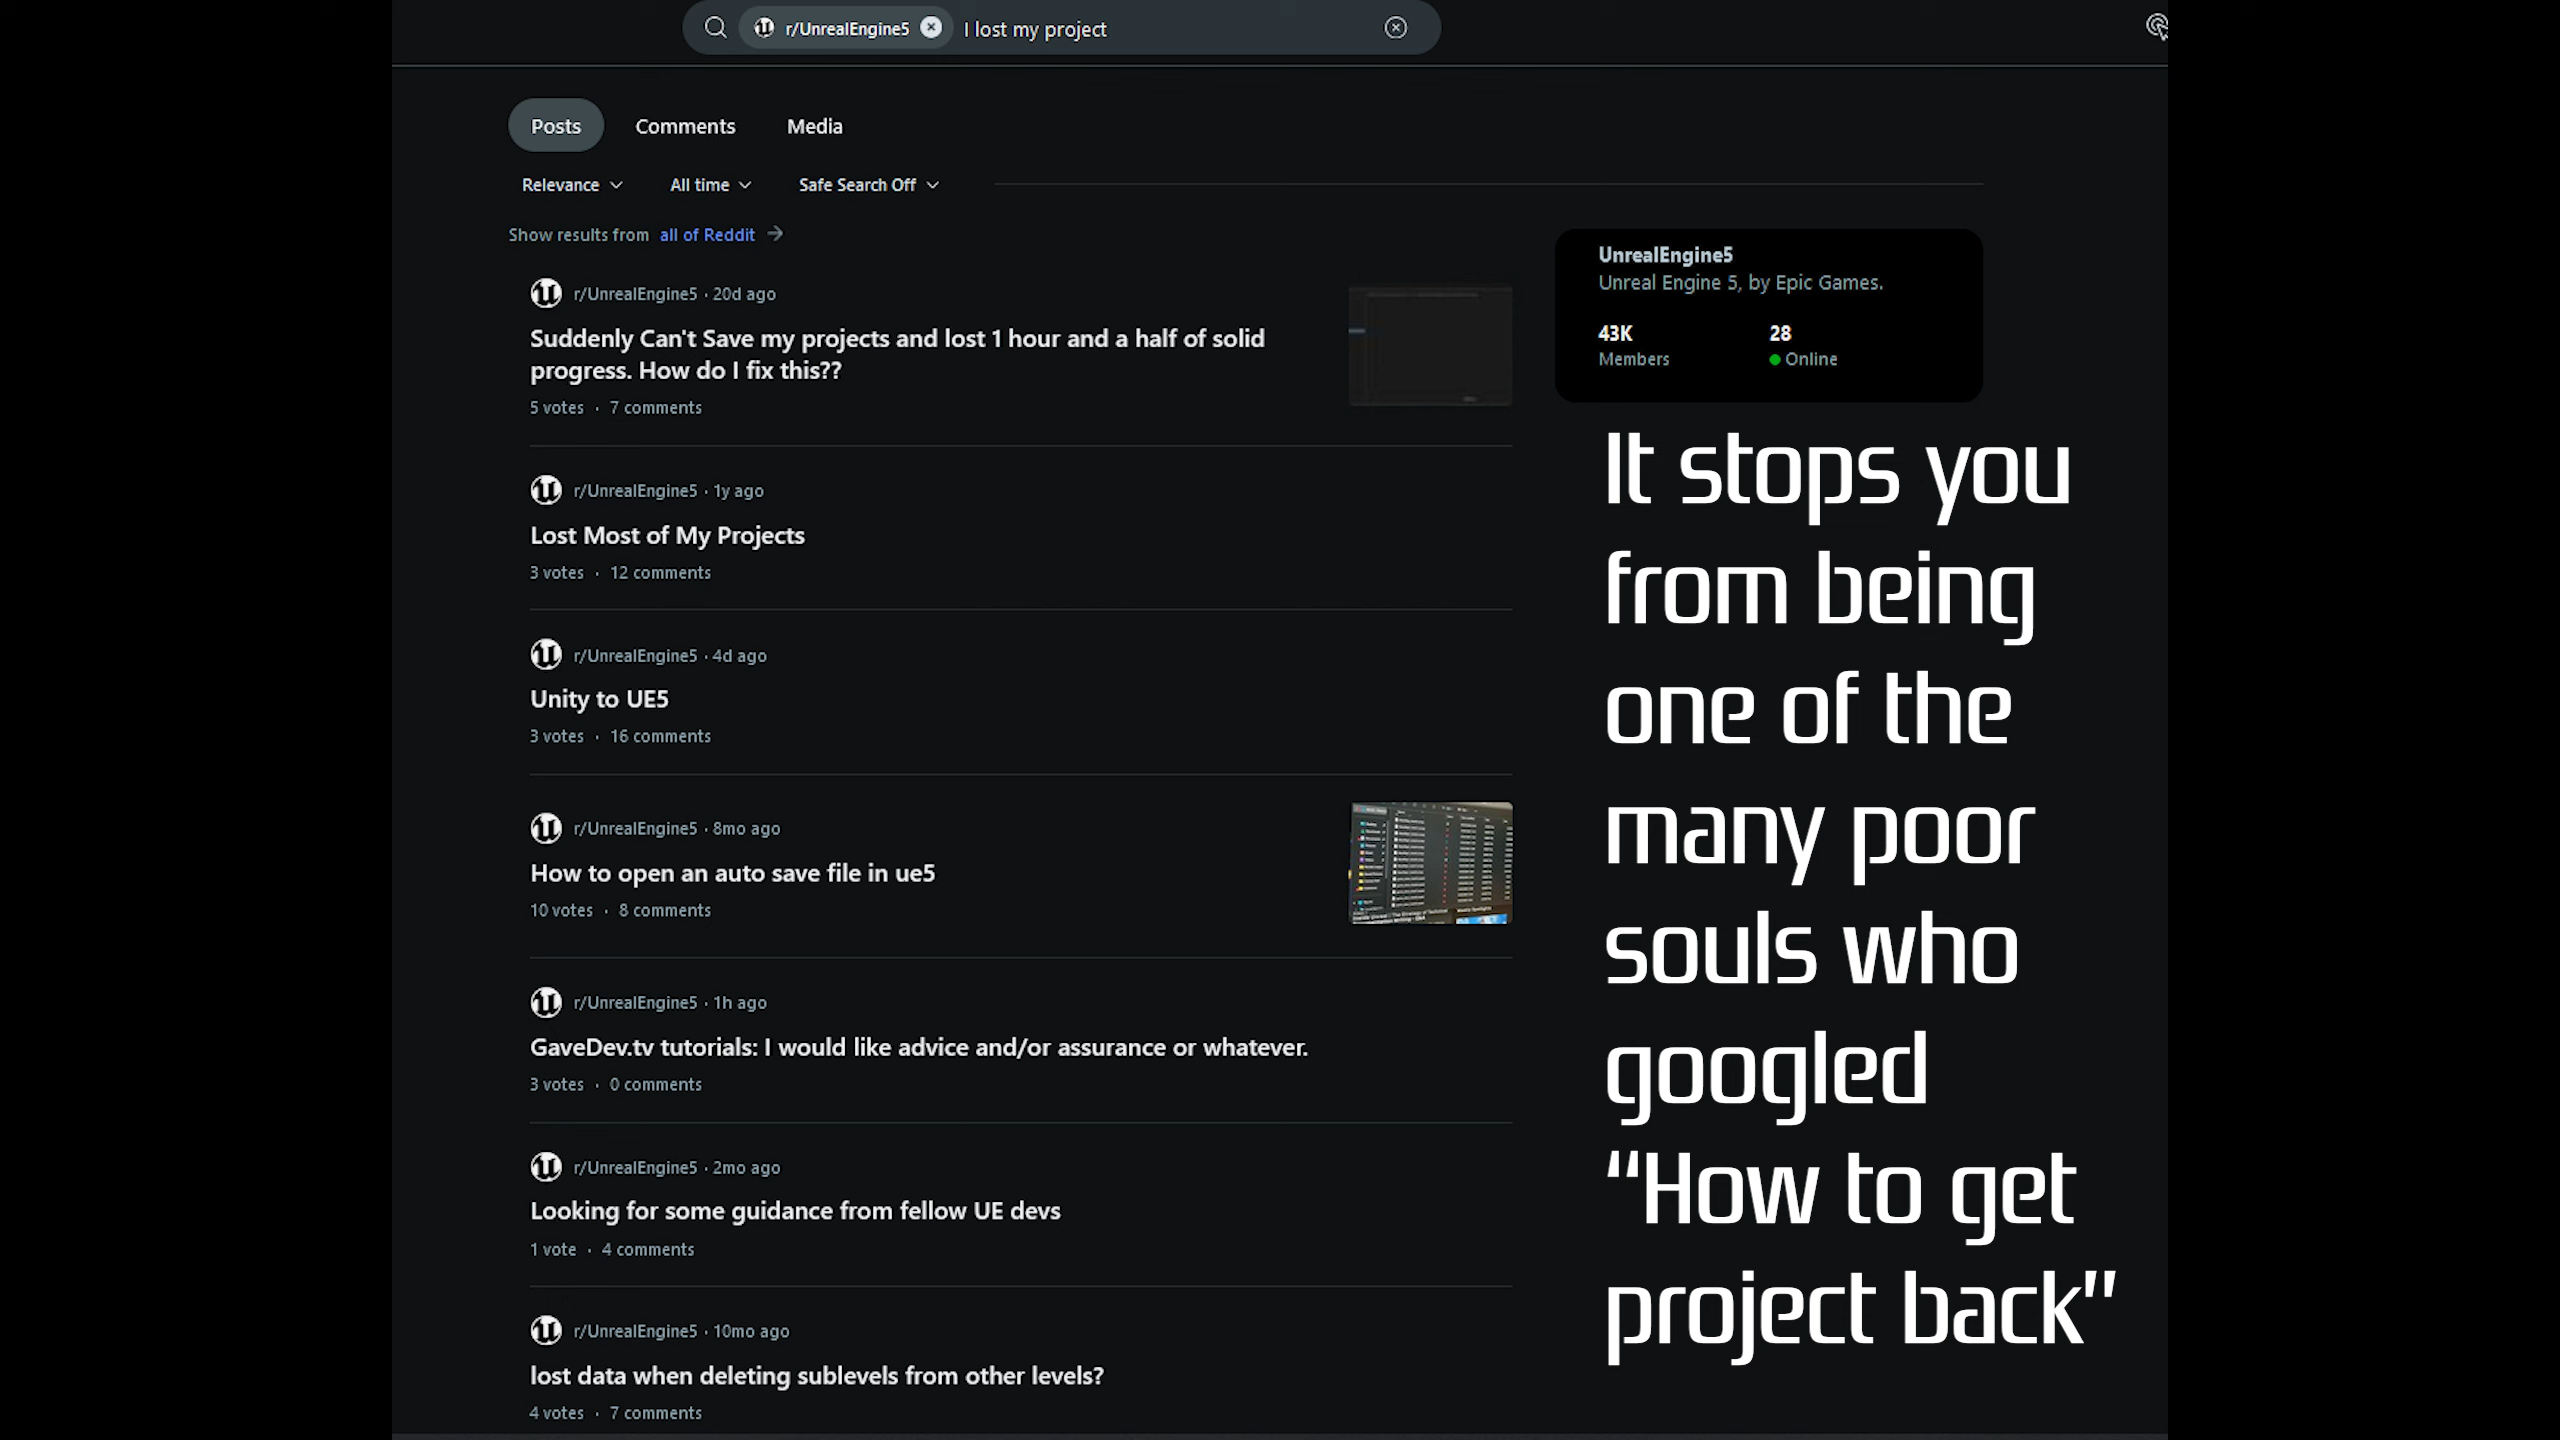 r/UnrealEngine5 I lost my project
Posts Comments Media
Relevance All time Safe Search Off
Show results from all of Reddit
r/UnrealEngine5 · 20d ago
Suddenly Can't Save my projects and lost 1 hour and a half of solid
progress. How do I fix this??
5 votes · 7 comments
r/UnrealEngine5 · 1y ago
Lost Most of My Projects
3 votes · 12 comments
r/UnrealEngine5 · 4d ago
Unity to UE5
3 votes · 16 comments
r/UnrealEngine5 · 8mo ago
How to open an auto save file in ue5
10 votes · 8 comments
r/UnrealEngine5 · 1h ago
GaveDev.tv tutorials: I would like advice and/or assurance or whatever.
3 votes · 0 comments
r/UnrealEngine5 · 2mo ago
Looking for some guidance from fellow UE devs
1 vote · 4 comments
r/UnrealEngine5 · 10mo ago
lost data when deleting sublevels from other levels?
4 votes · 7 comments
UnrealEngine5
Unreal Engine 5, by Epic Games.
43K 28
Members Online
It stops you
from being
one of the
many poor
souls who
googled
“How to get
project back”